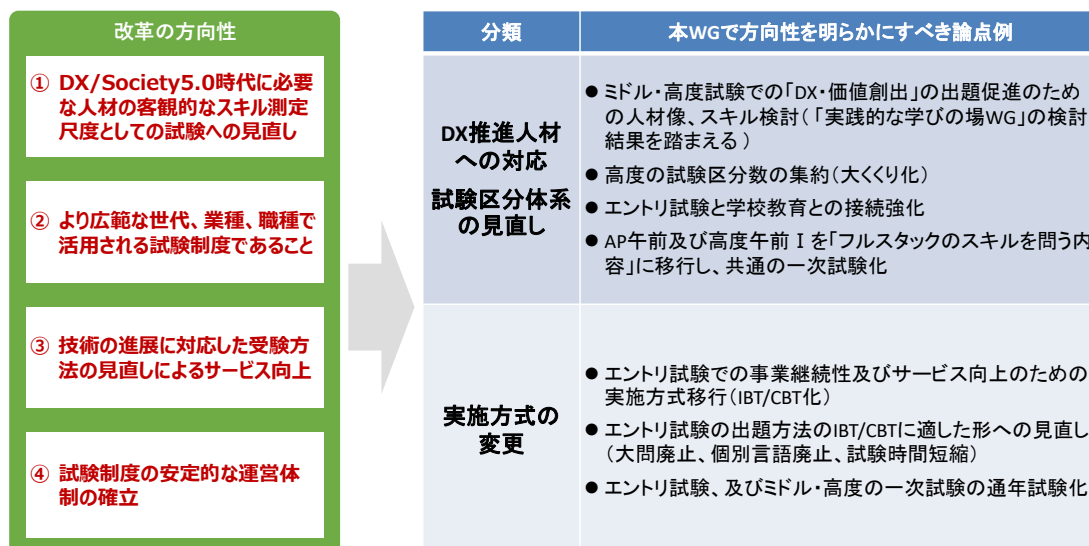 改革の方向性
① DX/Society5.0時代に必要
な人材の客観的なスキル測定
尺度としての試験への見直し
② より広範な世代、業種、職種で
活用される試験制度であること
③ 技術の進展に対応した受験方
法の見直しによるサービス向上
④ 試験制度の安定的な運営体
制の確立
分類
本WGで方向性を明らかにすべき論点例
DX推進人材
への対応
試験区分体系
の見直し
● ミドル・高度試験での「DX・価値創出」の出題促進のため
の人材像、スキル検討(「実践的な学びの場WG」の検討
結果を踏まえる)
● 高度の試験区分数の集約(大くくり化)
● エントリ試験と学校教育との接続強化
● AP午前及び高度午前Ⅰを「フルスタックのスキルを問う内
容」に移行し、共通の一次試験化
実施方式の
変更
● エントリ試験での事業継続性及びサービス向上のための
実施方式移行(IBT/CBT化)
● エントリ試験の出題方法のIBT/CBTに適した形への見直し
(大問廃止、個別言語廃止、試験時間短縮)
● エントリ試験、及びミドル・高度の一次試験の通年試験化